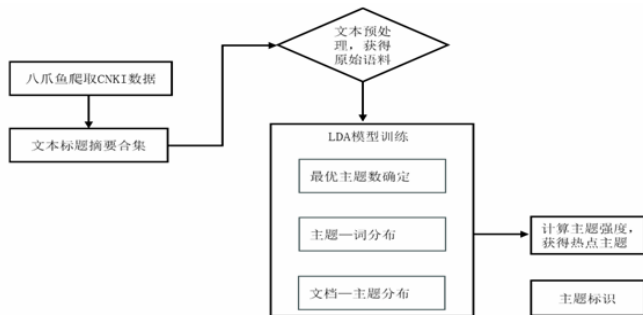 文本预处
理，获得
原始语料
八爪鱼爬取CNKI数据
文本标题摘要合集
LDA模型训练
最优主题数确定
主题—词分布
文档—主题分布
计算主题强度，
获得热点主题
主题标识